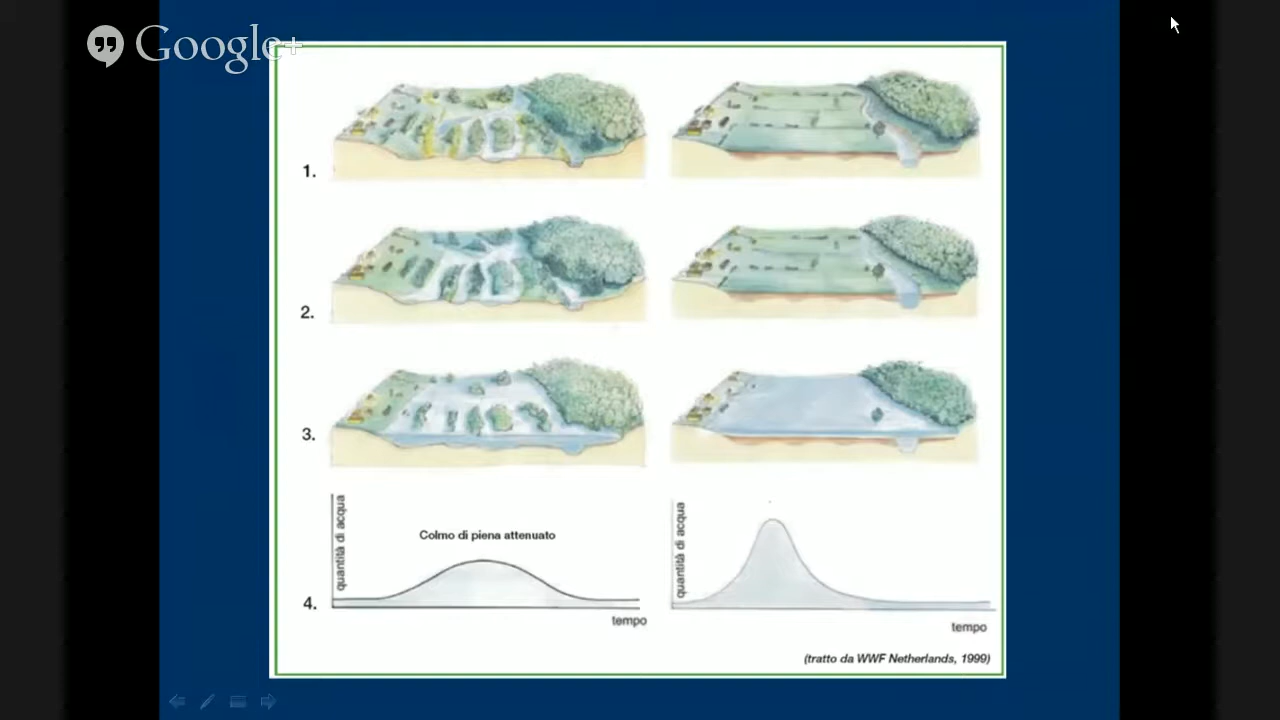 Google+
1.
2.
3.
4.
quantità di acqua
Colmo di piena attenuato
tempo
quantità di acqua
tempo
(tratto da WWF Netherlands, 1999)